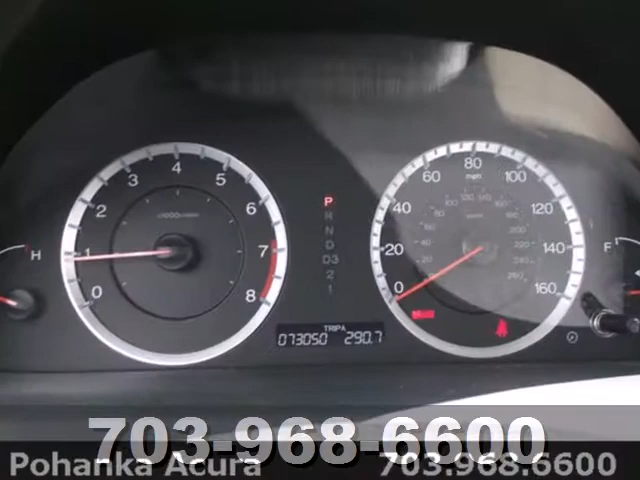 4
3 5
2 6
1 7
0 8
x1000r/min
P
R
N
D
D3
2
1
80
mph
60 100
40 120
20 140
0 160
H
F
TRIP A
073050 290.7
703-968-6600
Pohanka Acura 703.968.6600